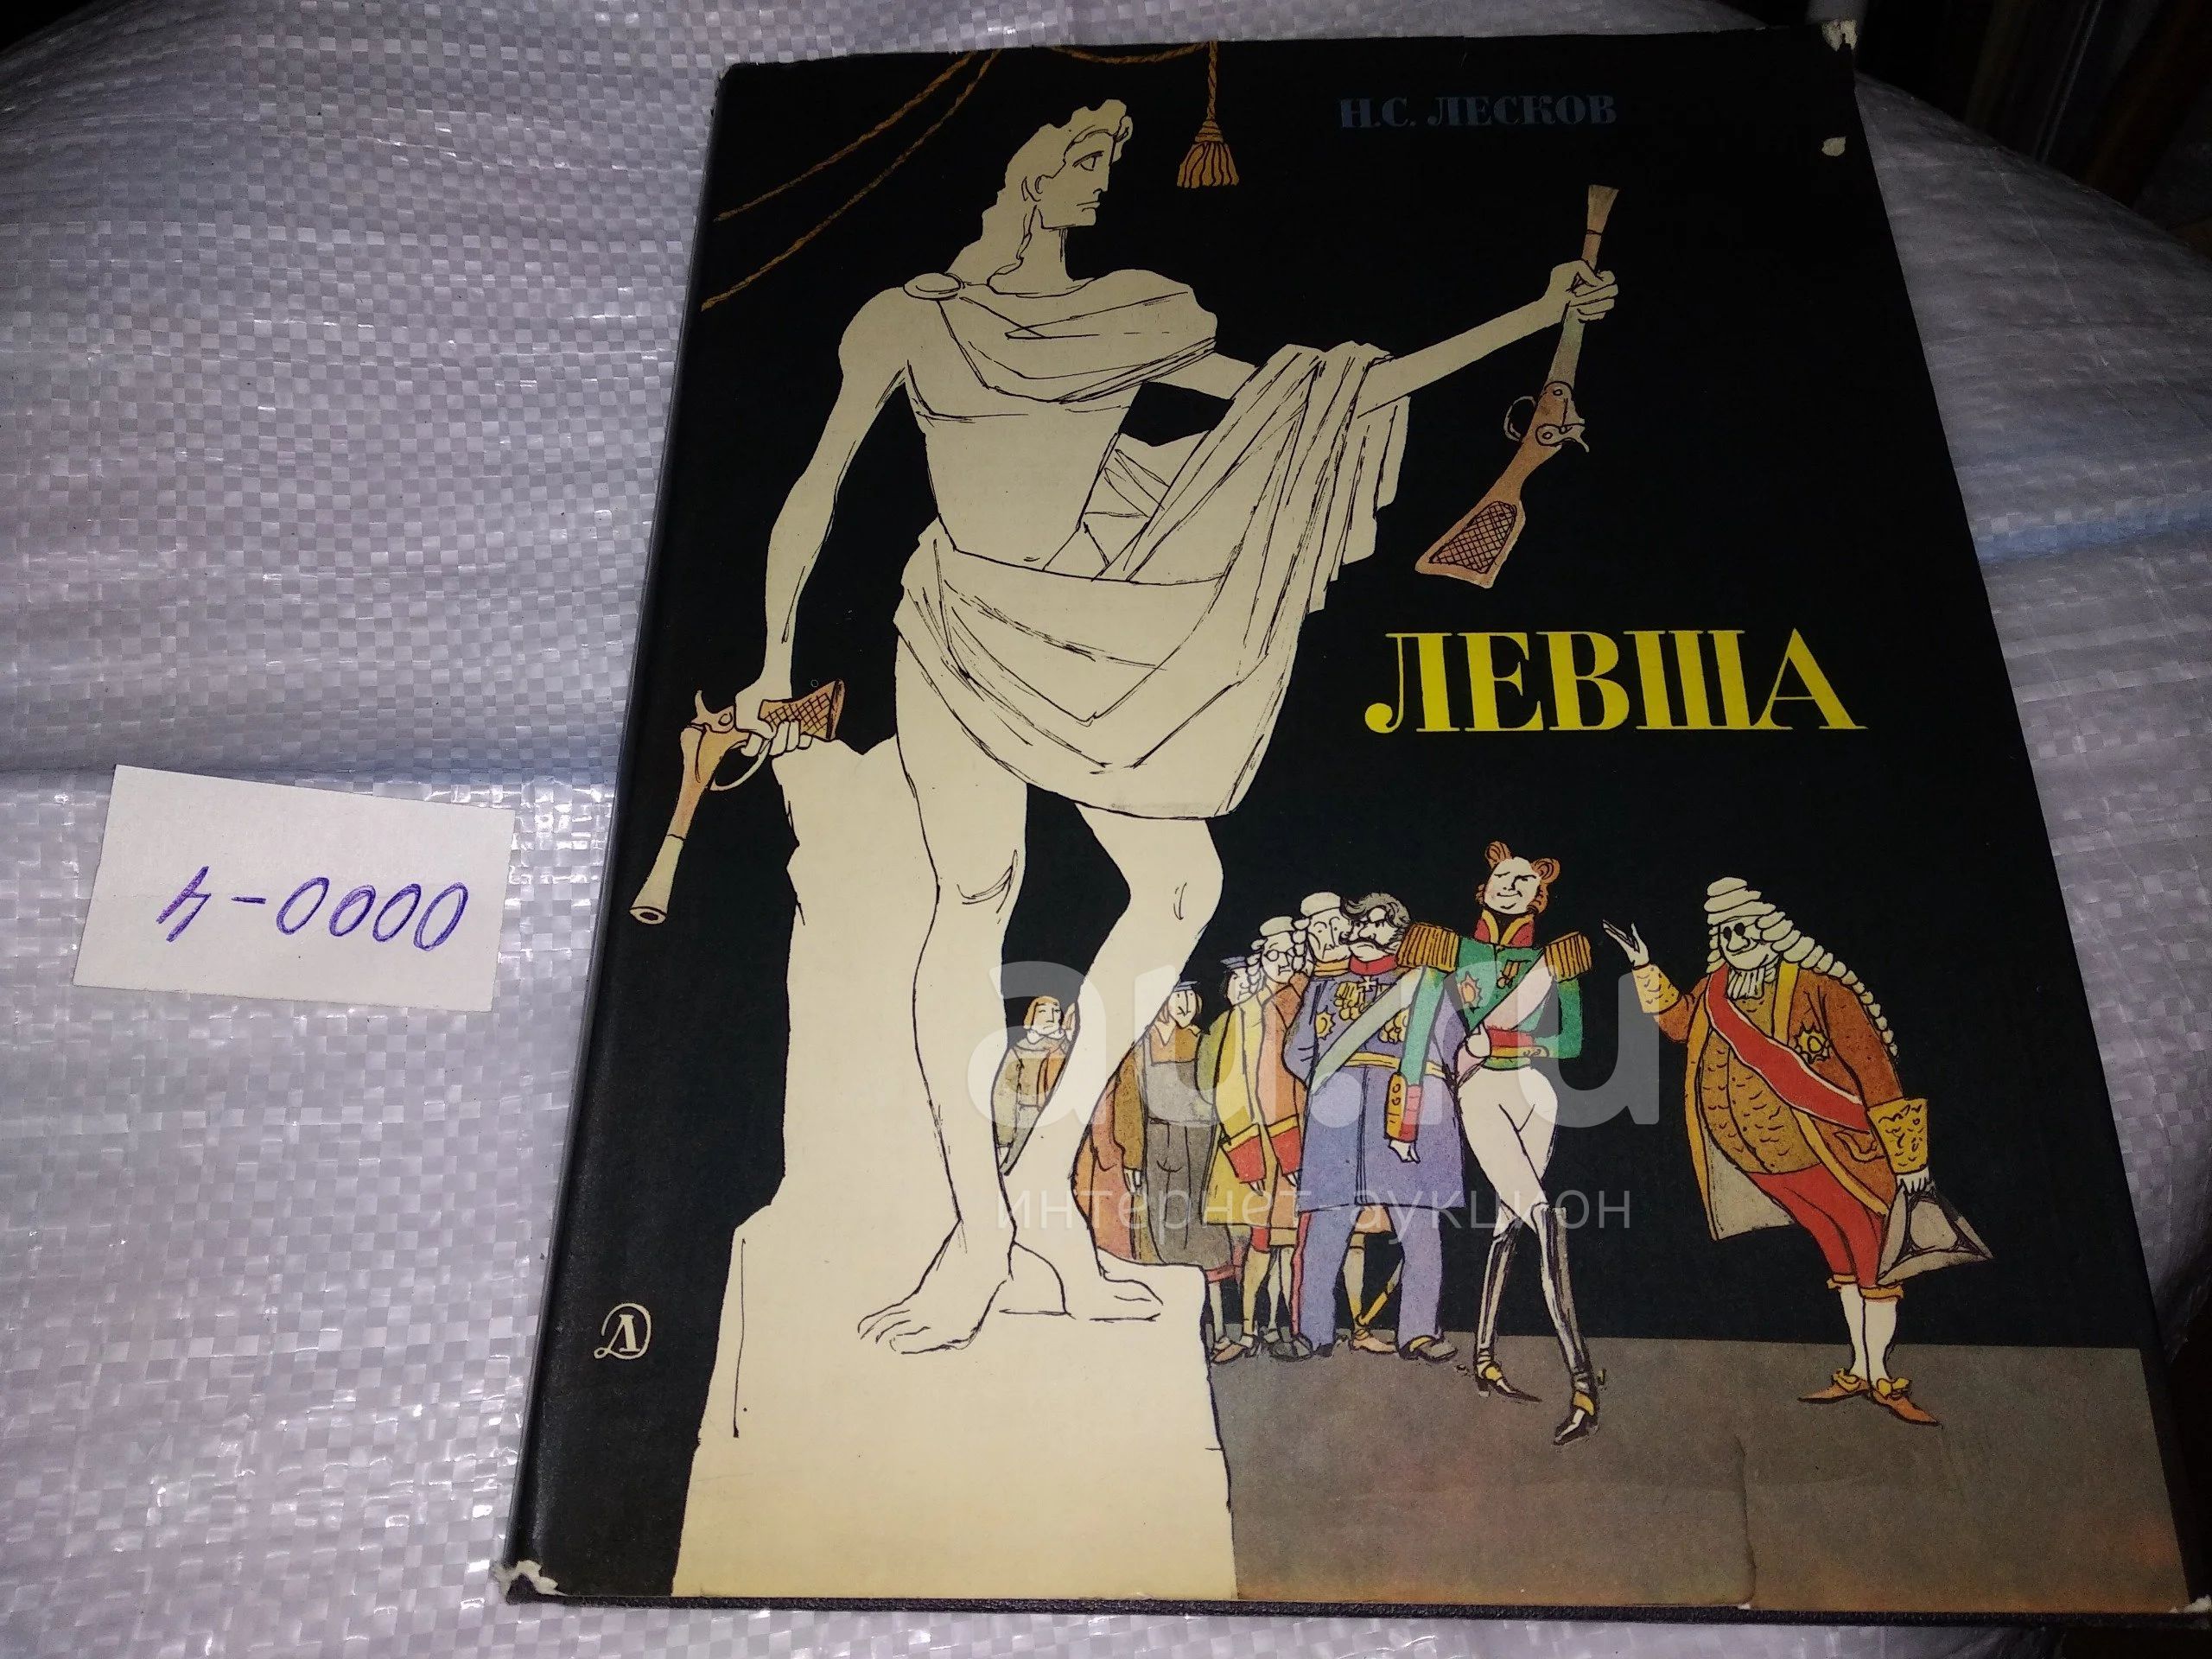 Н.С. ЛЕСКОВ
ЛЕВША
0000-4
au.ru
интернет аукцион
Д